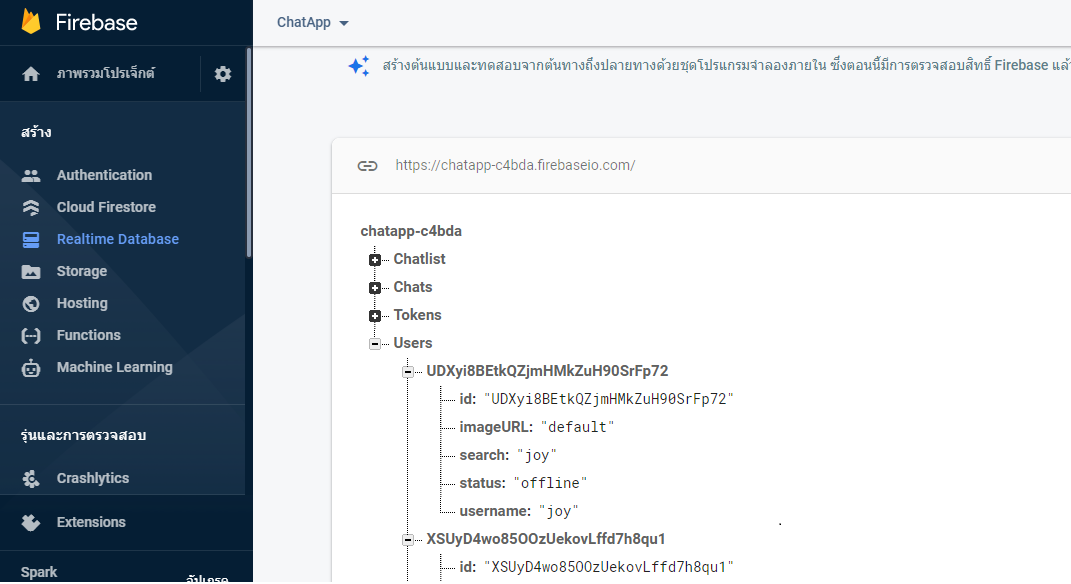 Firebase
ChatApp
ภาพรวมโปรเจ็กต์
สร้างต้นแบบและทดสอบจากต้นทางถึงปลายทางด้วยชุดโปรแกรมจำลองภายใน ซึ่งตอนนี้มีการตรวจสอบสิทธิ์ Firebase แล้
สร้าง
Authentication
Cloud Firestore
Realtime Database
Storage
Hosting
Functions
Machine Learning
รุ่นและการตรวจสอบ
Crashlytics
Extensions
Spark
อัปเกรด
https://chatapp-c4bda.firebaseio.com/
chatapp-c4bda
Chatlist
Chats
Tokens
Users
UDXyi8BEtkQZjmHMkZuH90SrFp72
id: "UDXyi8BEtkQZjmHMkZuH90SrFp72"
imageURL: "default"
search: "joy"
status: "offline"
username: "joy"
XSUyD4wo85OOzUekovLffd7h8qu1
id: "XSUyD4wo85OOzUekovLffd7h8qu1"